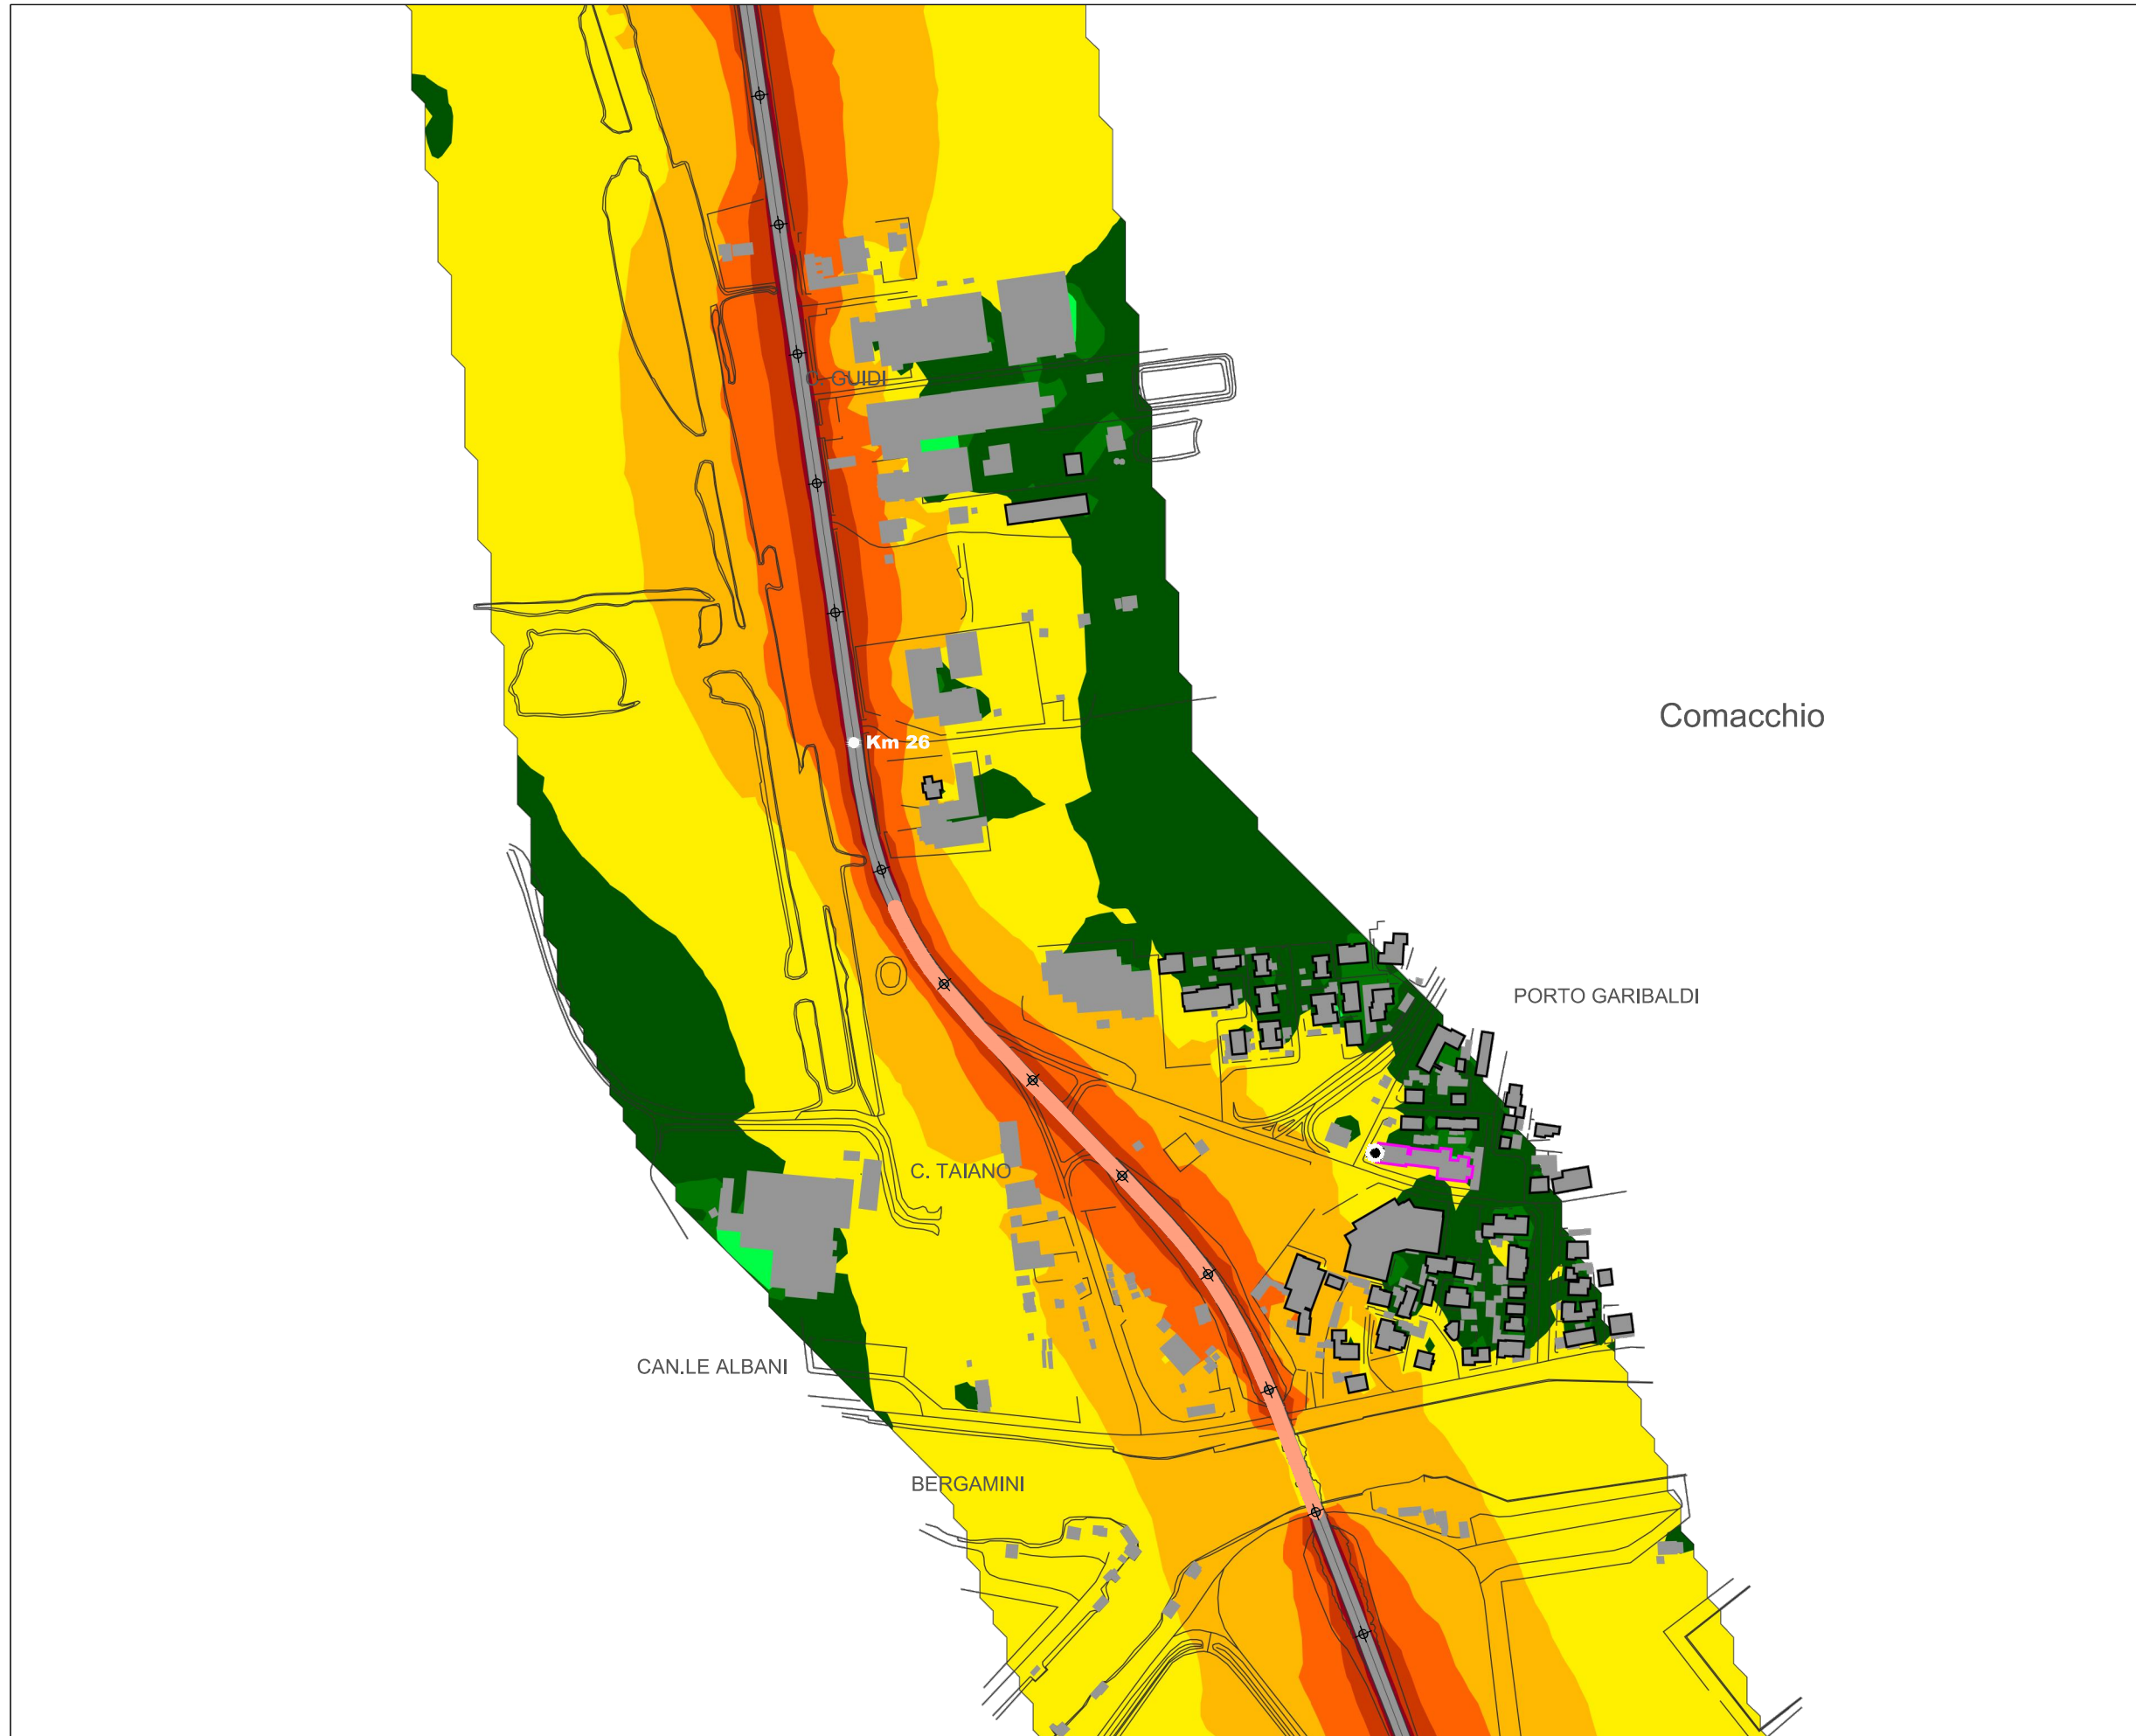 GUIDI
Comacchio
Km 26
PORTO GARIBALDI
C. TAIANO
CAN.LE ALBANI
BERGAMINI